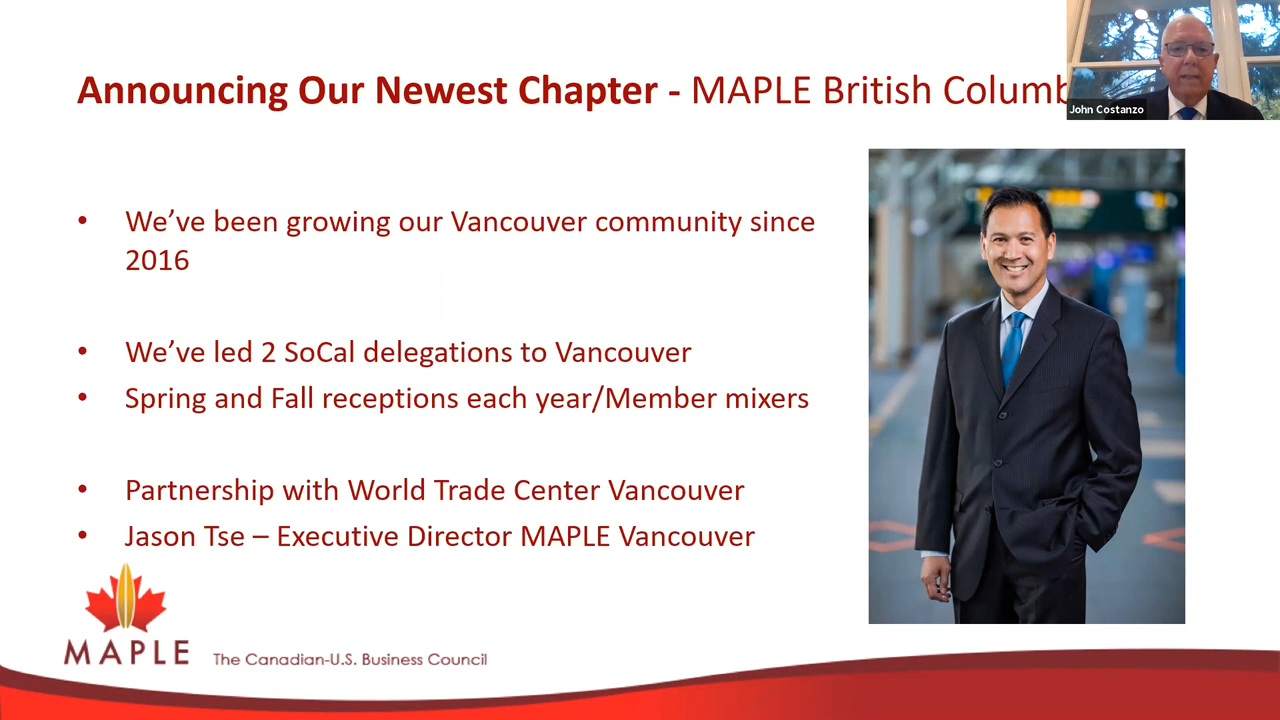 Announcing Our Newest Chapter - MAPLE British Columb
John Costanzo
• We’ve been growing our Vancouver community since
2016
• We’ve led 2 SoCal delegations to Vancouver
• Spring and Fall receptions each year/Member mixers
• Partnership with World Trade Center Vancouver
• Jason Tse – Executive Director MAPLE Vancouver
MAPLE The Canadian-U.S. Business Council